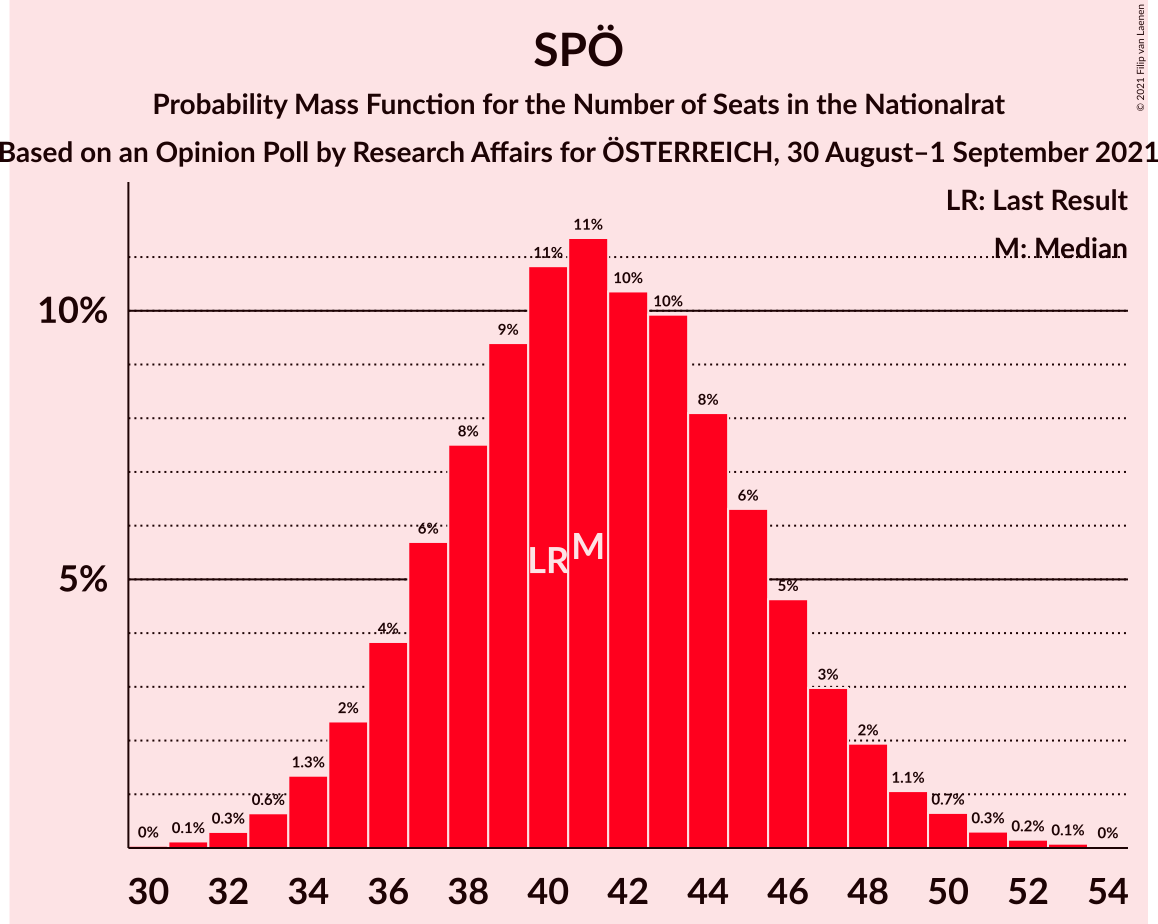 SPÖ
Probability Mass Function for the Number of Seats in the Nationalrat
Based on an Opinion Poll by Research Affairs for ÖSTERREICH, 30 August–1 September 2021
© 2021 Filip van Laenen
LR: Last Result
M: Median
10%
5%
0% 0.1% 0.3% 0.6% 1.3% 2% 4% 6% 8% 9% 11% 11% 10% 10% 8% 6% 5% 3% 2% 1.1% 0.7% 0.3% 0.2% 0.1% 0%
LR M
30 32 34 36 38 40 42 44 46 48 50 52 54